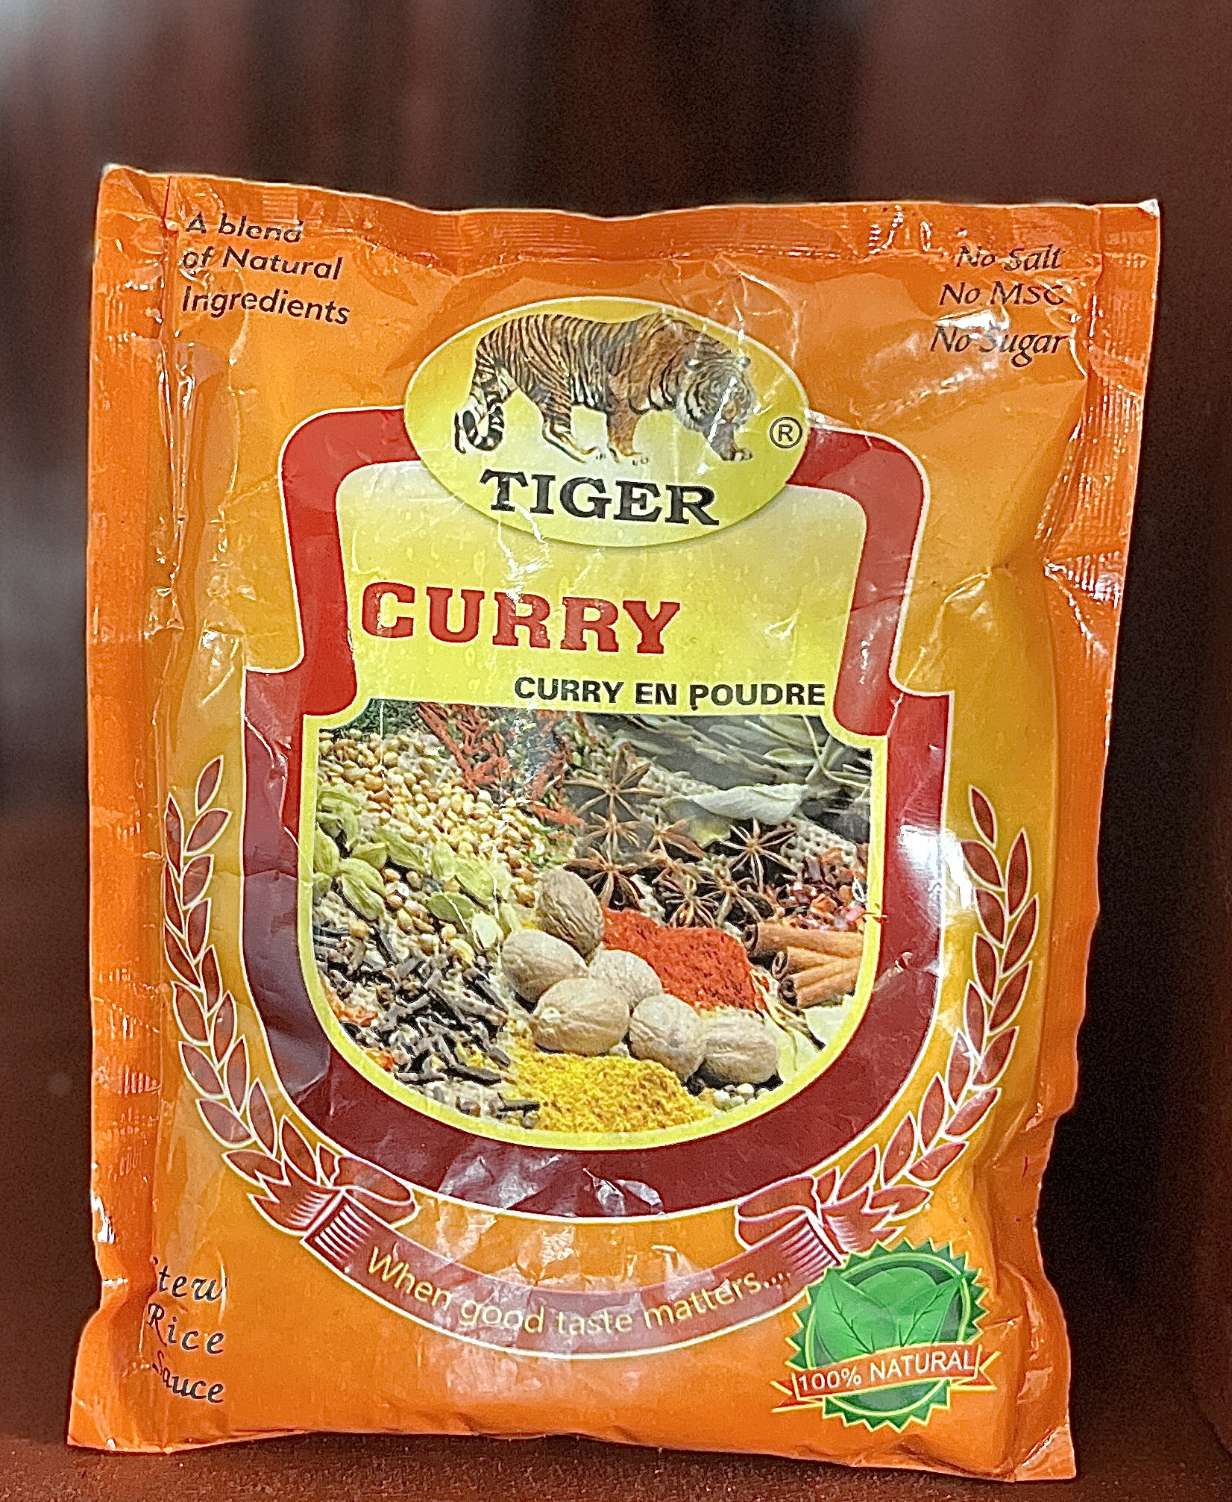 A blend
of Natural
Ingredients
No Salt
No MSG
No Sugar
®
TIGER
CURRY
CURRY EN POUDRE
When good taste matters....
Stew
Rice
Sauce
100% NATURAL